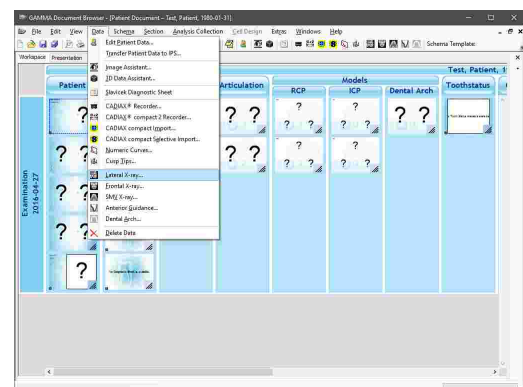 GAMMA Document Browser - [Patient Document - Test, Patient, 1980-01-31]
File Edit View Data Schema Section Analysis Collection Cell Design Extras Windows Help
Schema Template:
Workspace Presentation
Edit Patient Data...
Transfer Patient Data to IPS...
Image Assistant...
3D Data Assistant...
Slavicek Diagnostic Sheet
CADIAX® Recorder...
CADIAX® compact 2 Recorder...
CADIAX compact Import...
CADIAX compact Selective Import...
Numeric Curves...
Cusp Tips...
Lateral X-ray...
Frontal X-ray...
SMV X-ray...
Anterior Guidance...
Dental Arch...
Delete Data
Test, Patient, 1
Patient
Articulation
Models
RCP
ICP
Dental Arch
Toothstatus
Examination
2016-04-27
? ? ? ? ? ? ? ? ? ?
? ? ? ? ? ? ? ?
? ?
? ?
?